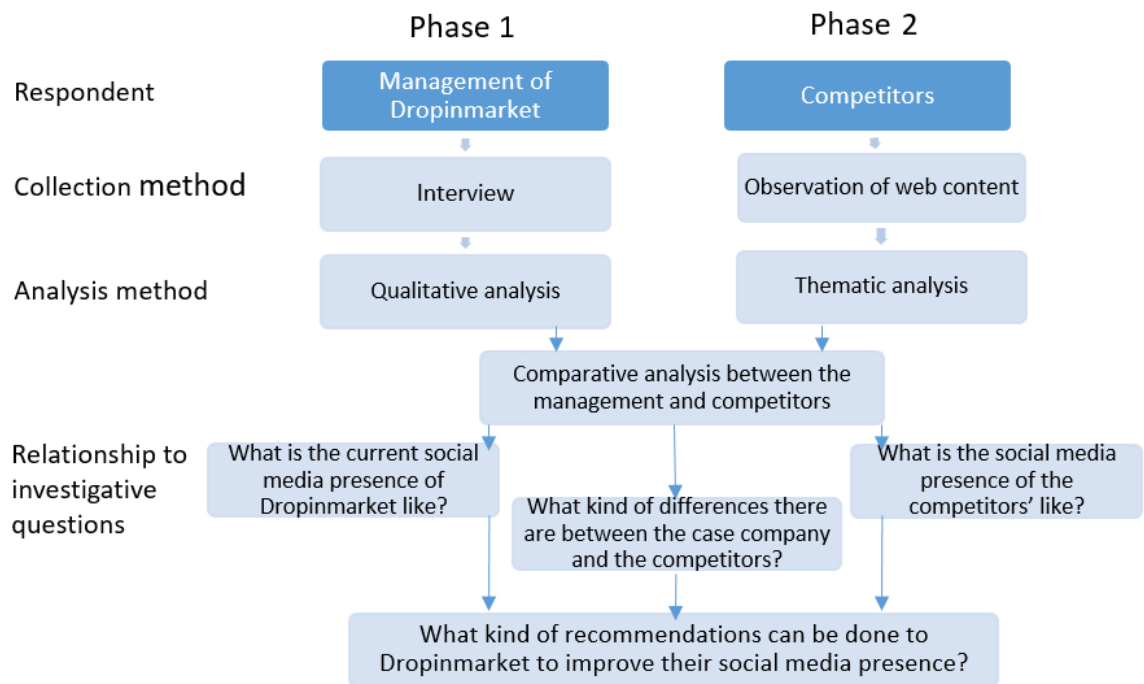 Phase 1
Phase 2
Respondent
Management of
Dropinmarket
Competitors
Collection method
Interview
Observation of web content
Analysis method
Qualitative analysis
Thematic analysis
Comparative analysis between the
management and competitors
Relationship to
investigative
questions
What is the current social
media presence of
Dropinmarket like?
What kind of differences there
are between the case company
and the competitors?
What is the social media
presence of the
competitors’ like?
What kind of recommendations can be done to
Dropinmarket to improve their social media presence?